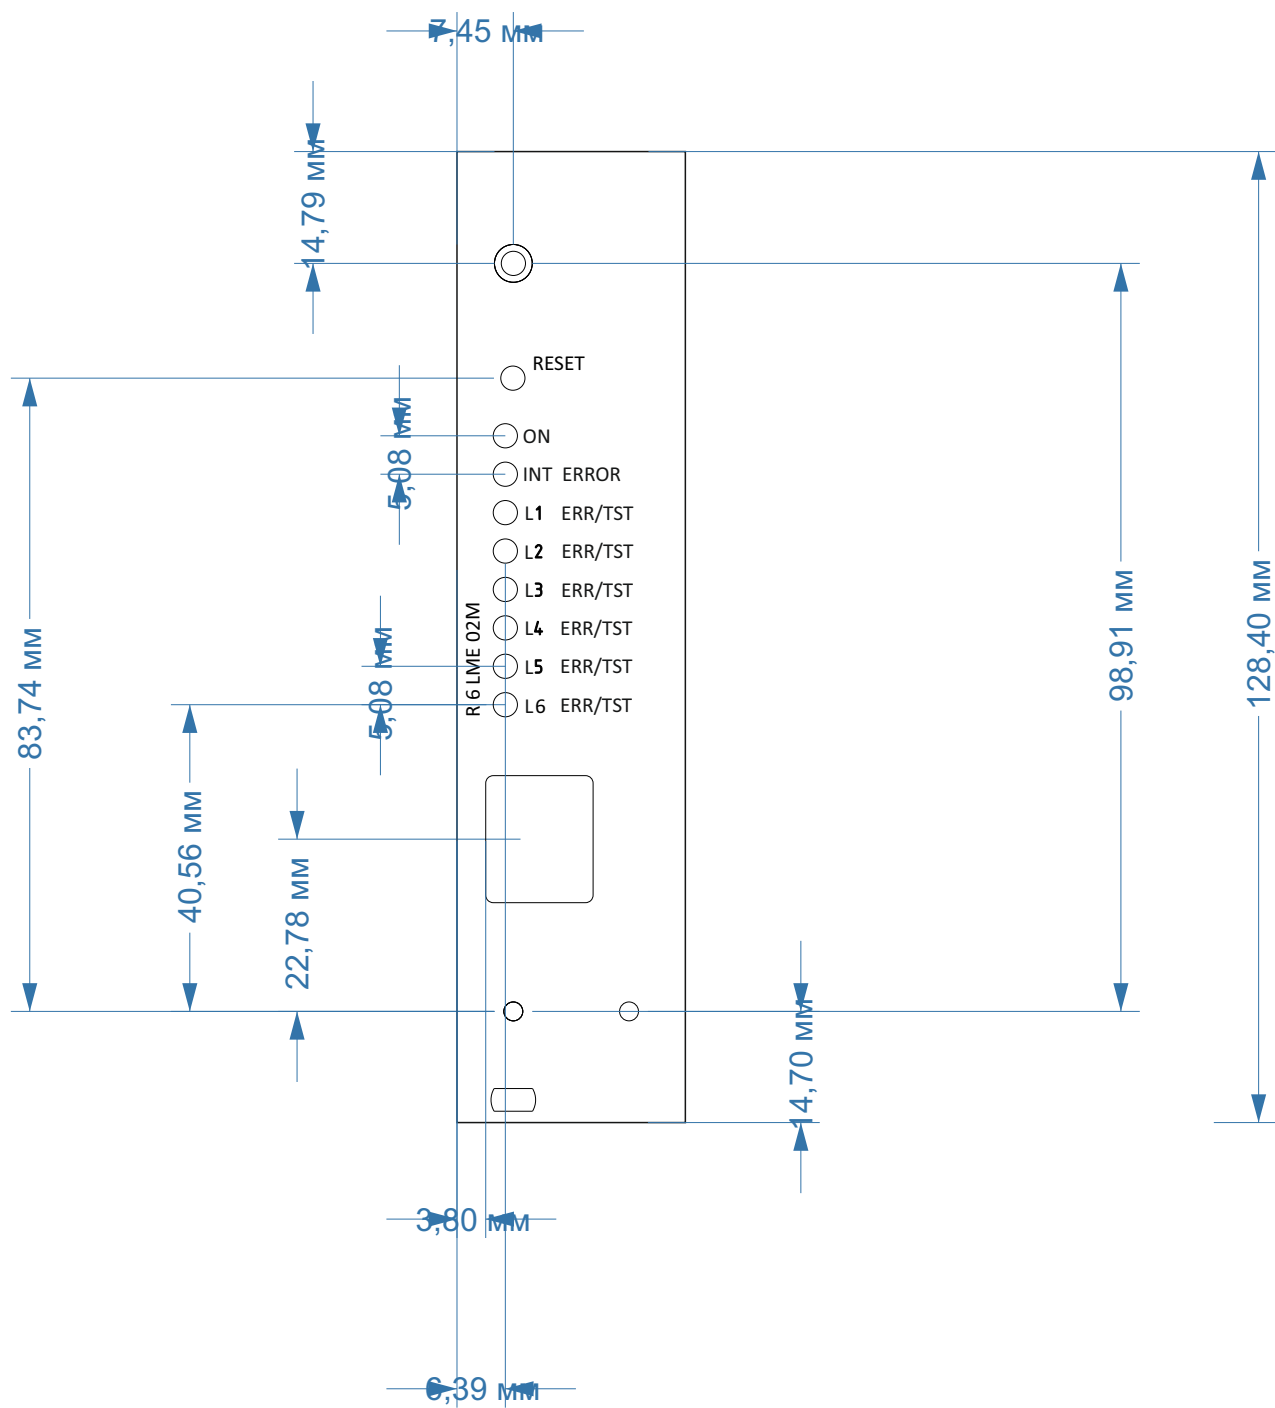 7,45 мм
14,79 мм
RESET
ON
5,08 мм
INT ERROR
L1 ERR/TST
L2 ERR/TST
L3 ERR/TST
L4 ERR/TST
L5 ERR/TST
L6 ERR/TST
R 6 LME 02M
5,08 мм
83,74 мм
40,56 мм
22,78 мм
98,91 мм
128,40 мм
14,70 мм
3,80 мм
6,39 мм